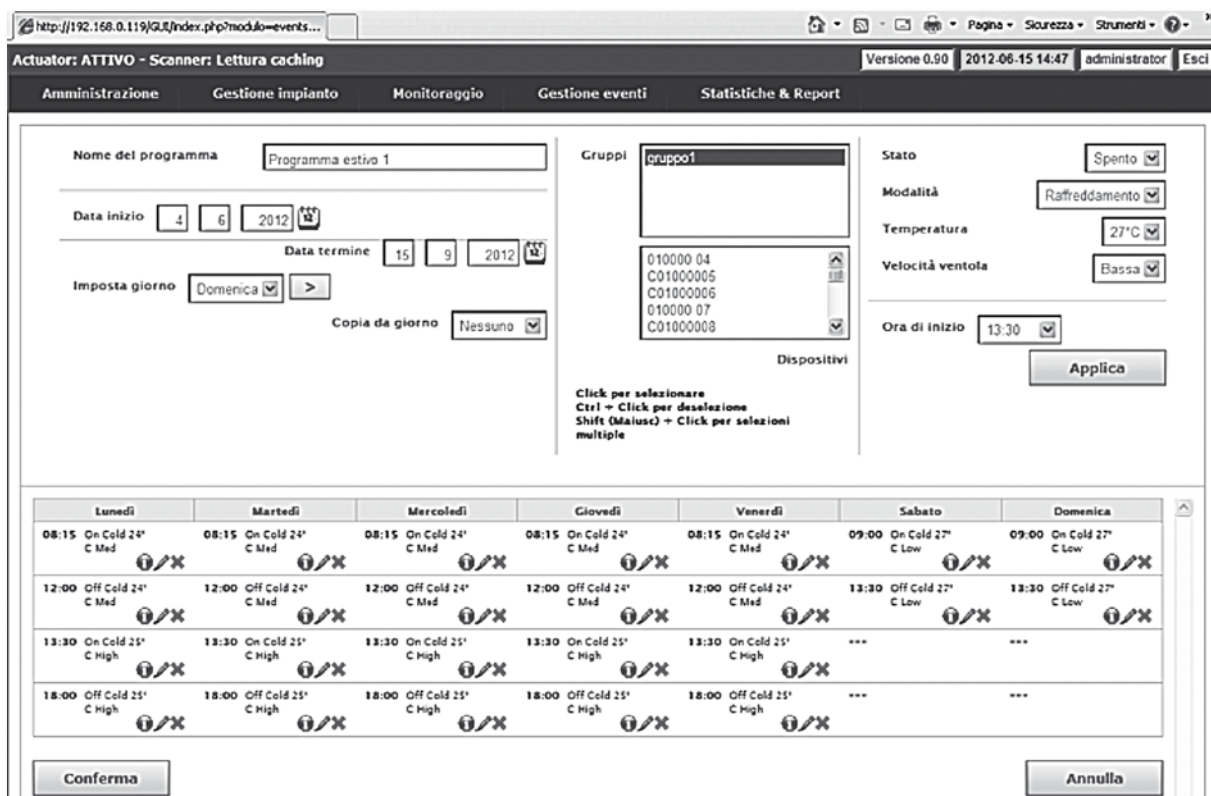 http://192.168.0.119/GUI/index.php?modulo=events...
Pagina Sicurezza Strumenti
Actuator: ATTIVO - Scanner: Lettura caching
Versione 0.90 2012-06-15 14:47 administrator Esci
Amministrazione Gestione impianto Monitoraggio Gestione eventi Statistiche & Report
Nome del programma Programma estivo 1
Data inizio 4 6 2012 12
Data termine 15 9 2012 12
Imposta giorno Domenica >
Copia da giorno Nessuno
Gruppi gruppo1
010000 04
C01000005
C01000006
010000 07
C01000008
Dispositivi
Click per selezionare
Ctrl + Click per deselezione
Shift (Maiusc) + Click per selezioni
multiple
Stato Spento
Modalità Raffreddamento
Temperatura 27°C
Velocità ventola Bassa
Ora di inizio 13:30
Applica
Lunedì Martedì Mercoledì Giovedì Venerdì Sabato Domenica
08:15 On Cold 24° 08:15 On Cold 24° 08:15 On Cold 24° 08:15 On Cold 24° 08:15 On Cold 24° 09:00 On Cold 27° 09:00 On Cold 27°
C Med C Med C Med C Med C Med C Low C Low
12:00 Off Cold 24° 12:00 Off Cold 24° 12:00 Off Cold 24° 12:00 Off Cold 24° 12:00 Off Cold 24° 13:30 Off Cold 27° 13:30 Off Cold 27°
C Med C Med C Med C Med C Med C Low C Low
13:30 On Cold 25° 13:30 On Cold 25° 13:30 On Cold 25° 13:30 On Cold 25° 13:30 On Cold 25° --- ---
C High C High C High C High C High
18:00 Off Cold 25° 18:00 Off Cold 25° 18:00 Off Cold 25° 18:00 Off Cold 25° 18:00 Off Cold 25° --- ---
C High C High C High C High C High
Conferma Annulla